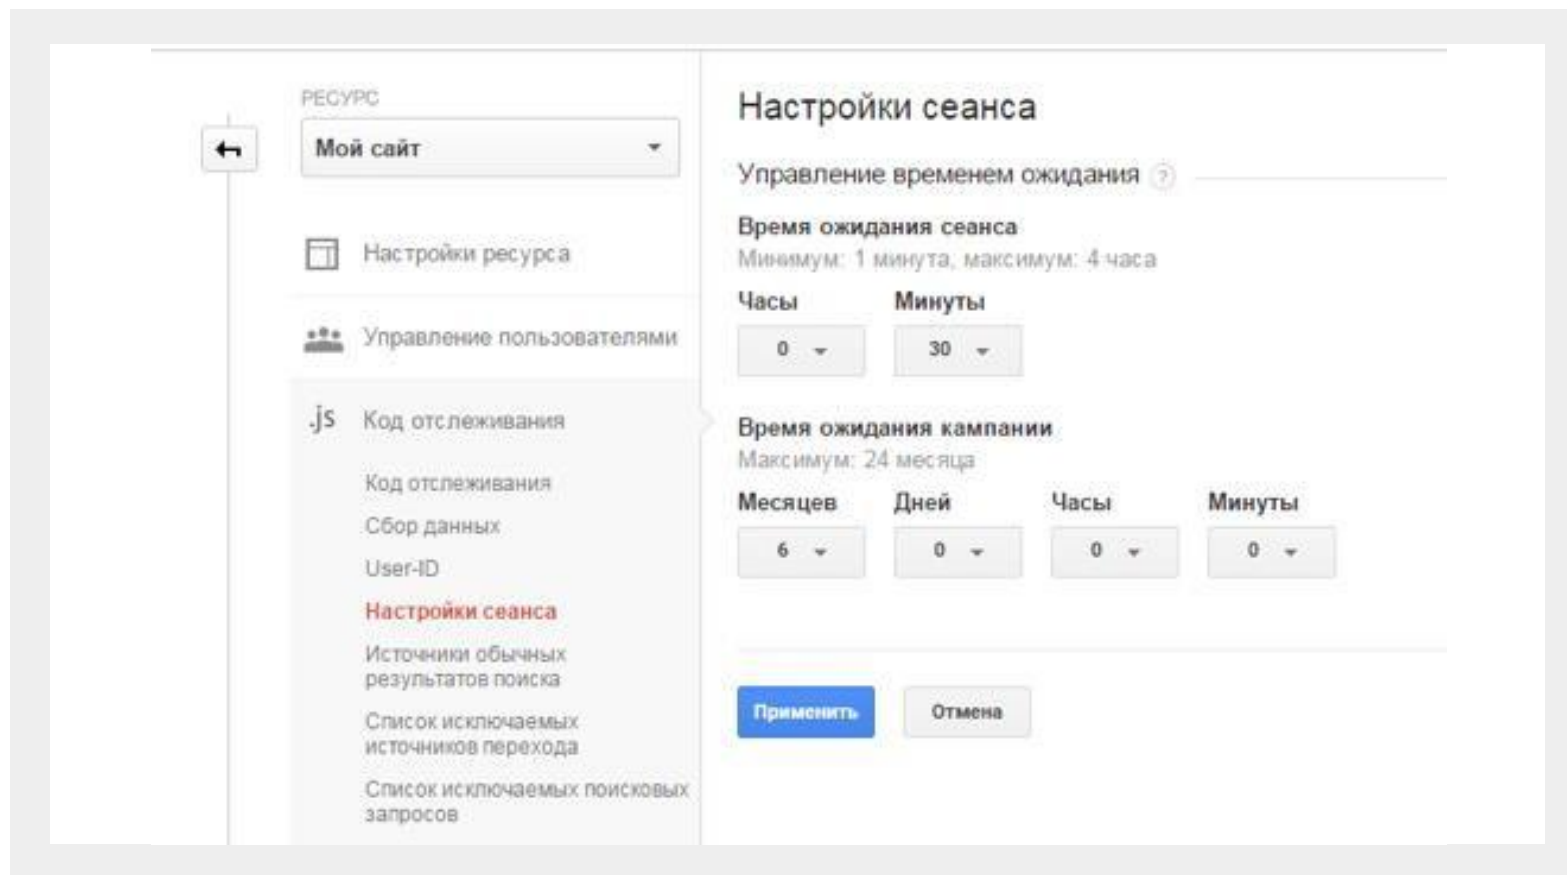 РЕСУРС
Мой сайт
Настройки ресурса
Управление пользователями
.js Код отслеживания
Код отслеживания
Сбор данных
User-ID
Настройки сеанса
Источники обычных
результатов поиска
Список исключаемых
источников перехода
Список исключаемых поисковых
запросов
Настройки сеанса
Управление временем ожидания ?
Время ожидания сеанса
Минимум: 1 минута, максимум: 4 часа
Часы Минуты
0 30
Время ожидания кампании
Максимум: 24 месяца
Месяцев Дней Часы Минуты
6 0 0 0
Применить Отмена